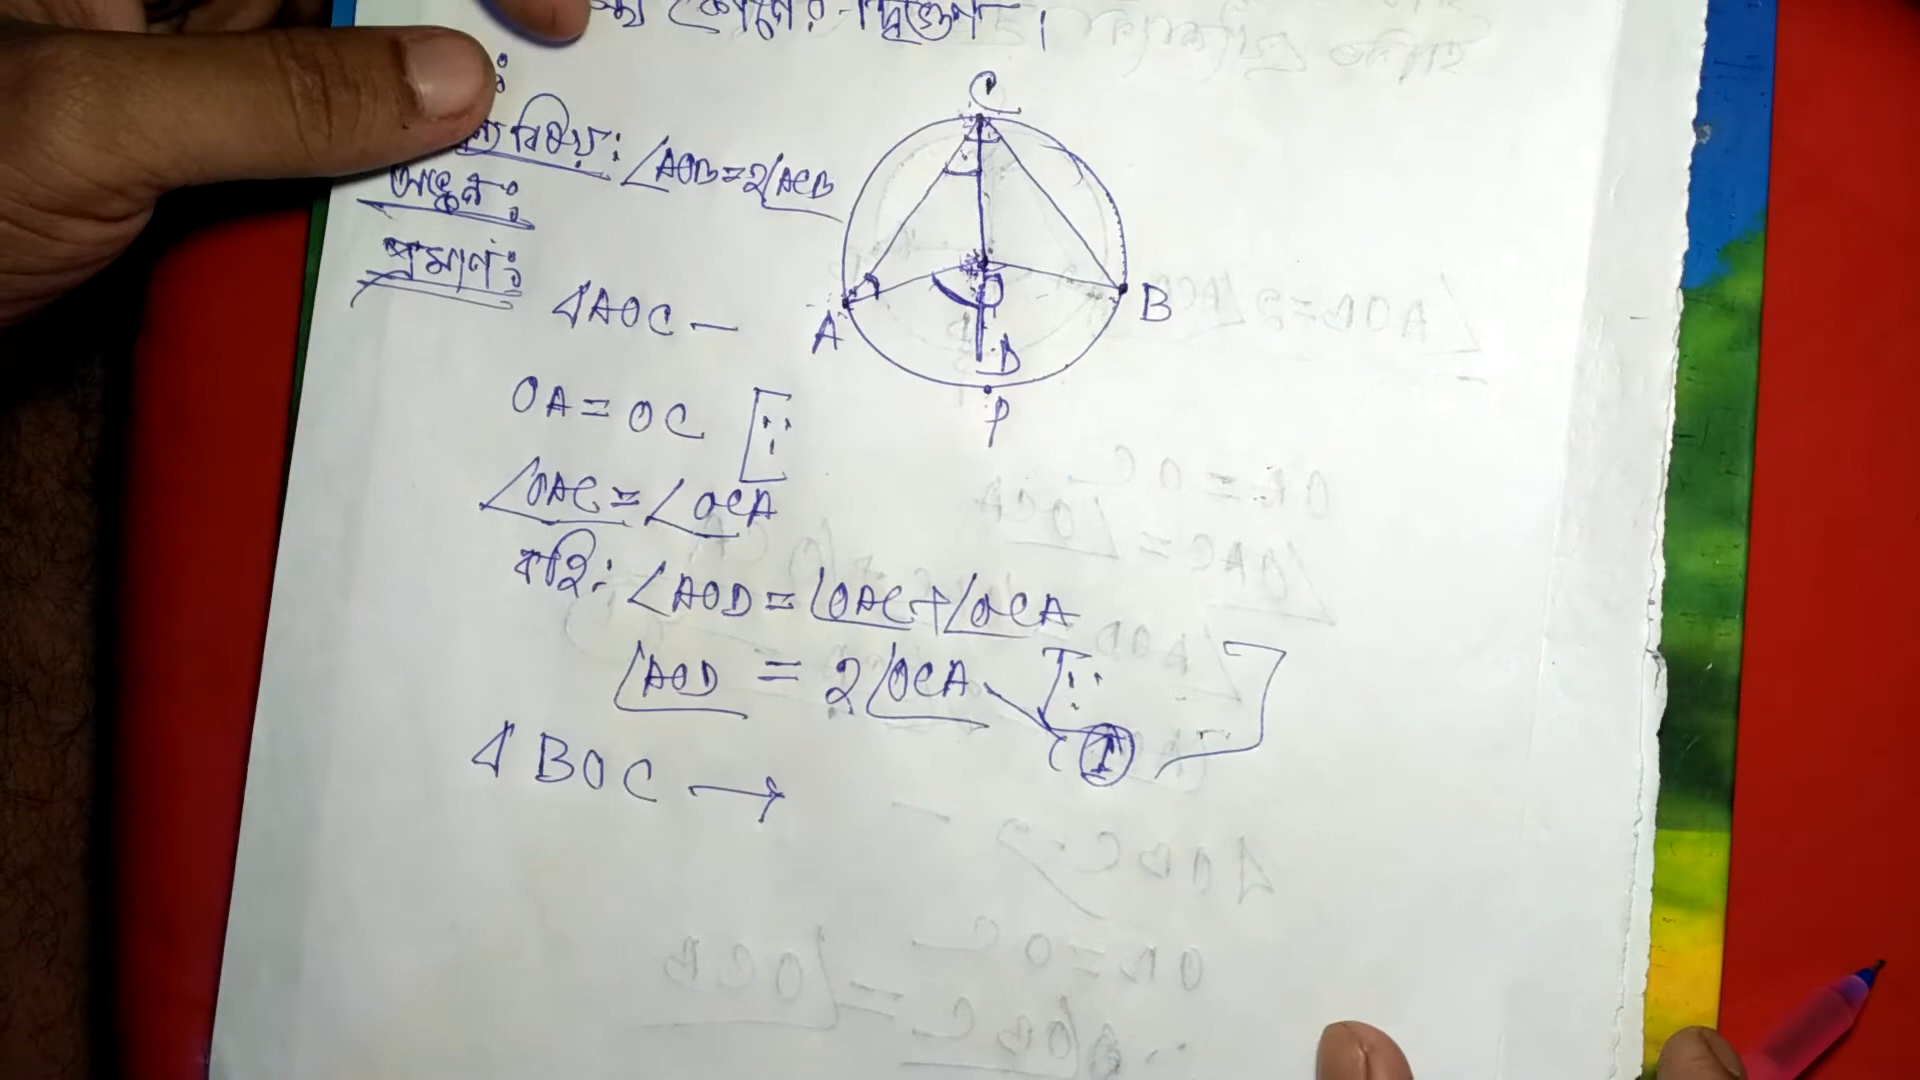 কোণের দ্বিগুণ।
বিষয়: ∠AOB=2∠ACB
অঙ্কন:
প্রমাণ:
C
A
B
O
D
P
△AOC —
OA = OC [∵
∠OAC = ∠OCA
বহি: ∠AOD = ∠OAC + ∠OCA
∠AOD = 2∠OCA [∵ ]
(I)
△BOC →